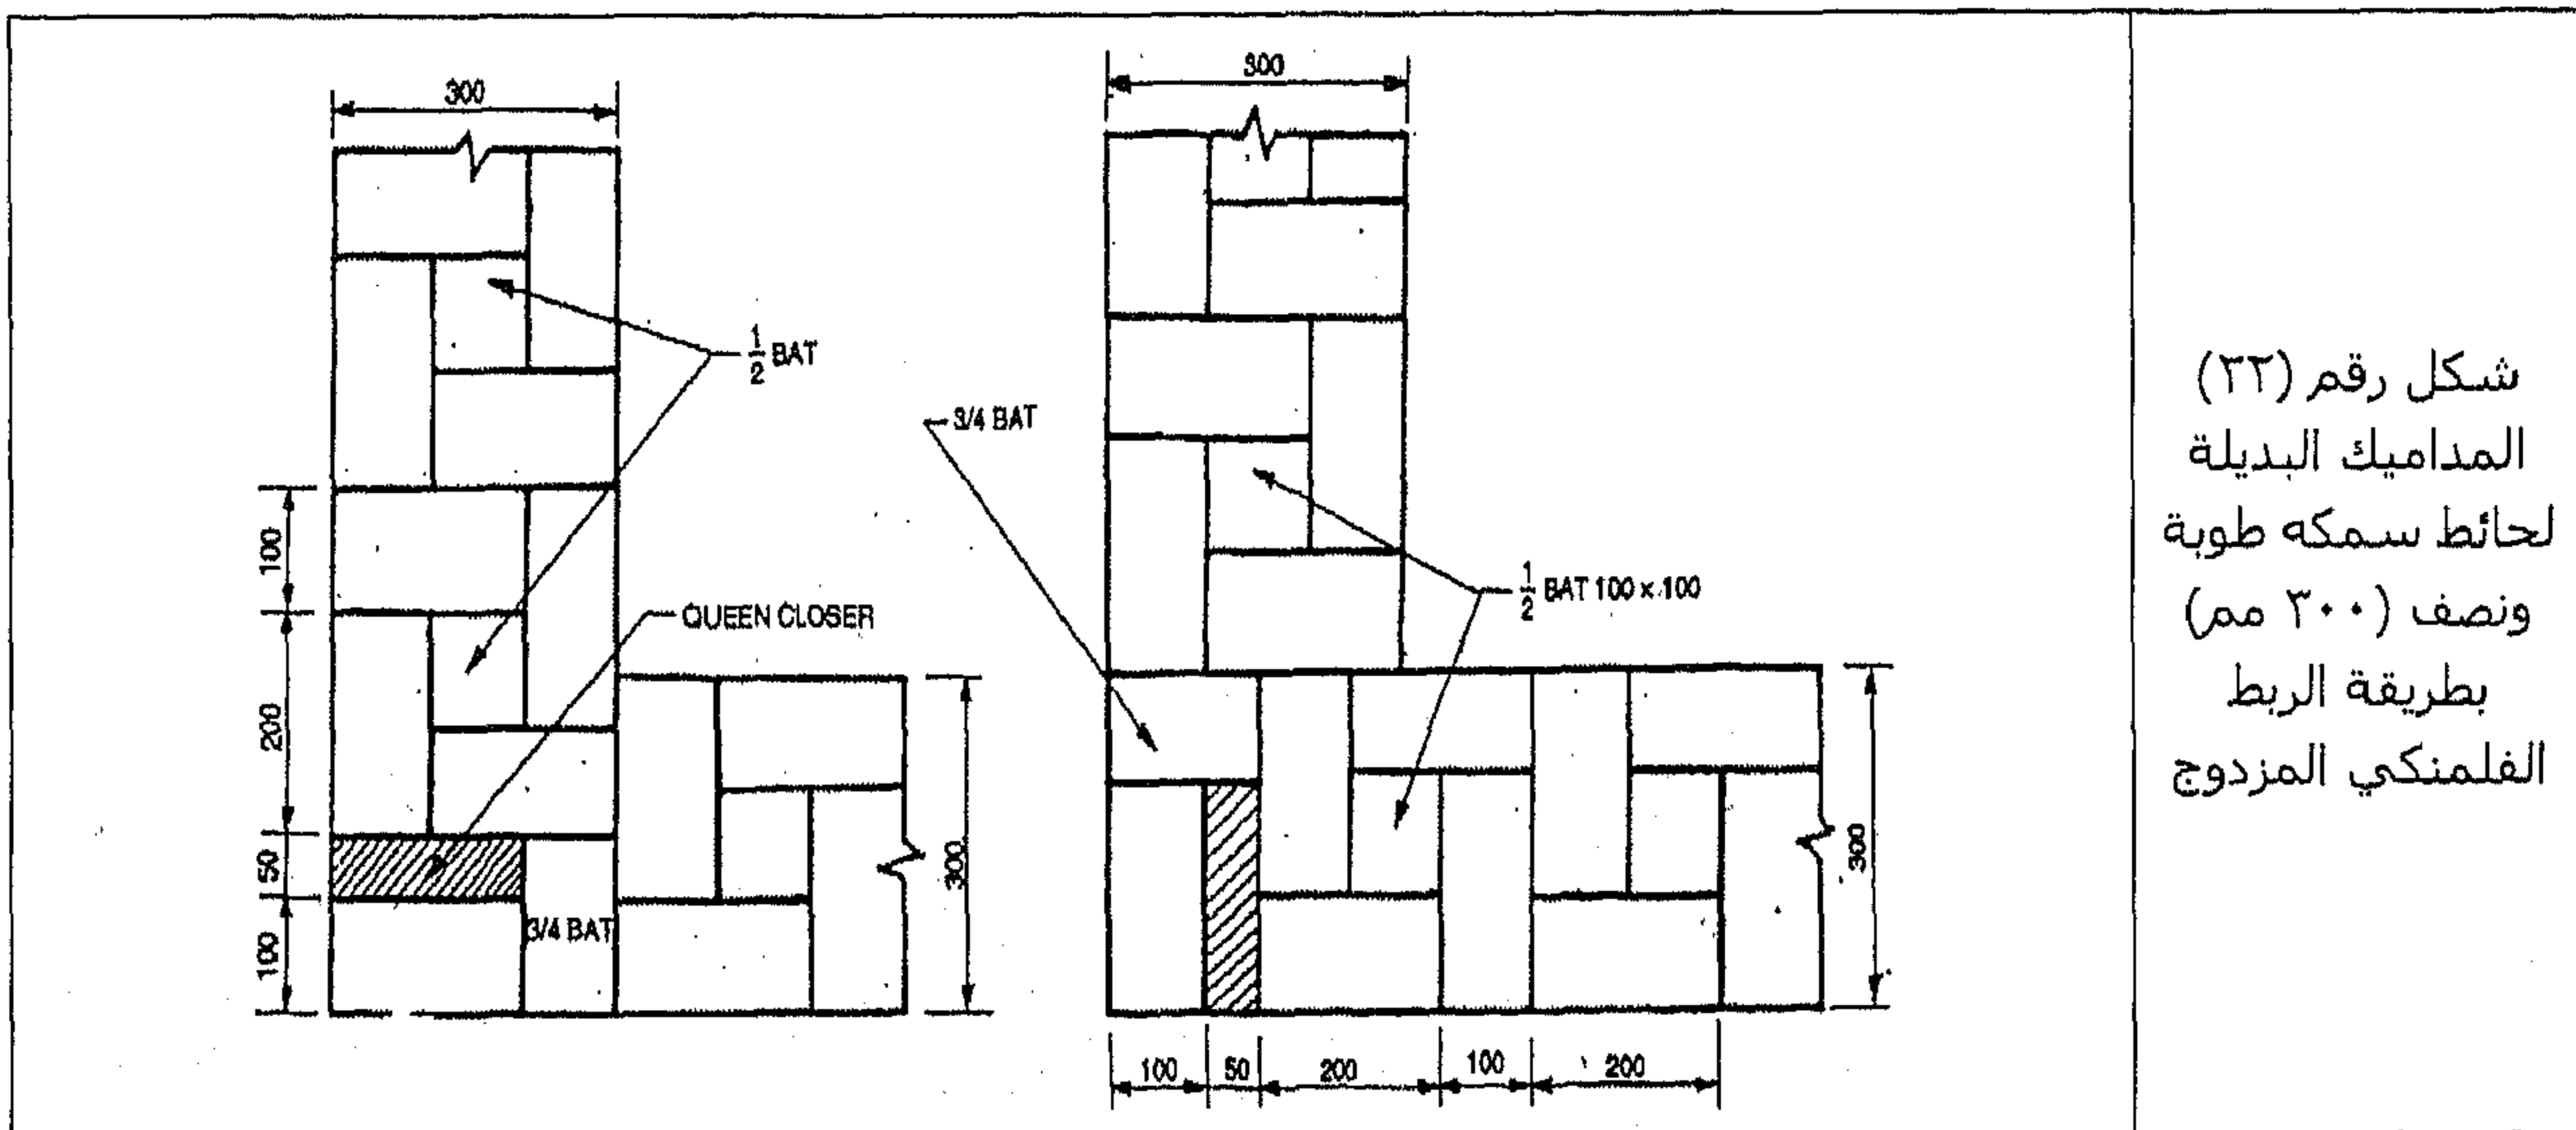 300
1/2 BAT
100
200
QUEEN CLOSER
50
100
3/4 BAT
300
300
3/4 BAT
1/2 BAT 100 × 100
300
100
50
200
100
200
شكل رقم (٣٢)
المداميك البديلة
لحائط سمكه طوبة
ونصف (٣٠٠ مم)
بطريقة الربط
الفلمنكي المزدوج